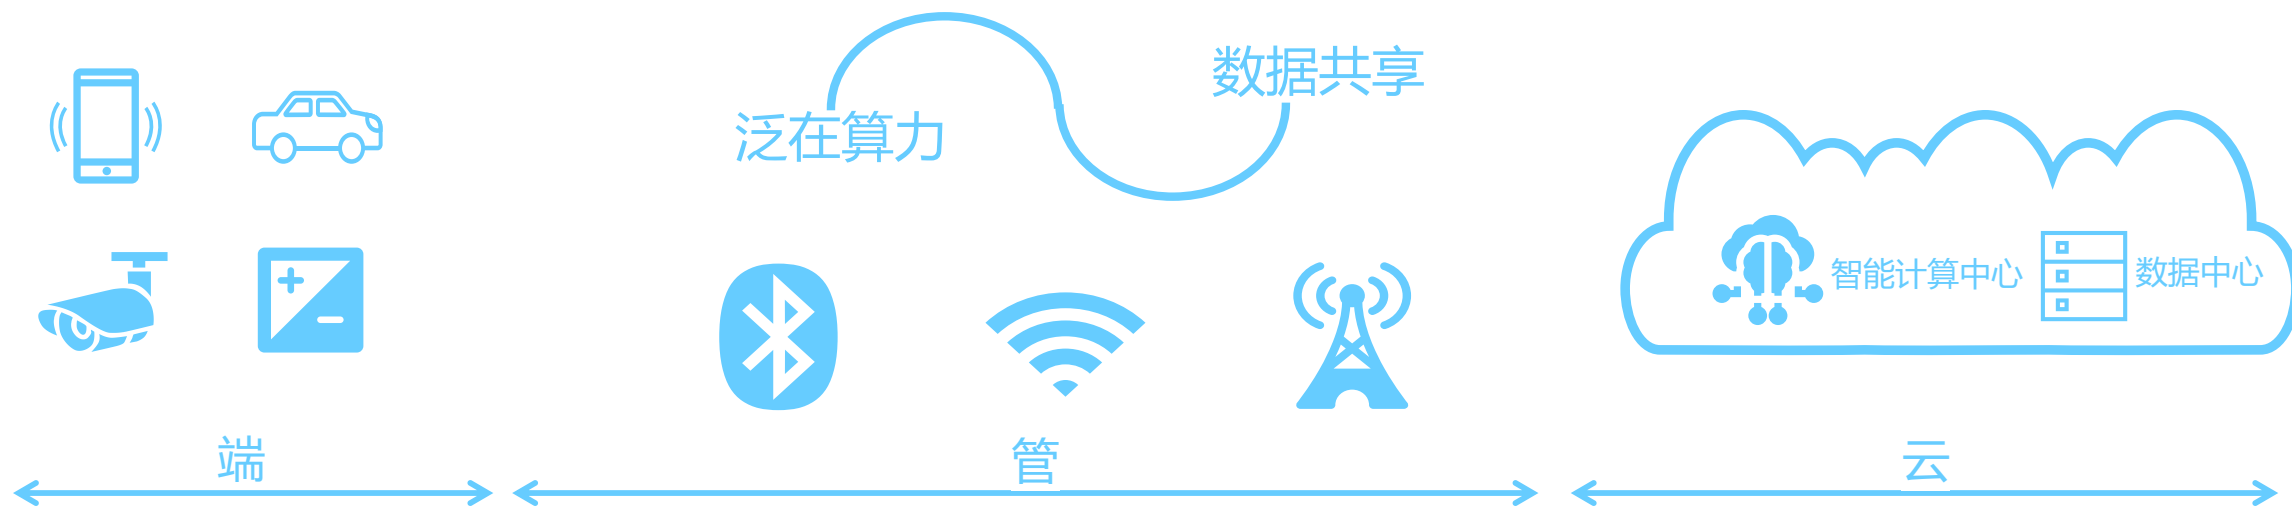 数据共享
泛在算力
智能计算中心
数据中心
端
管
云